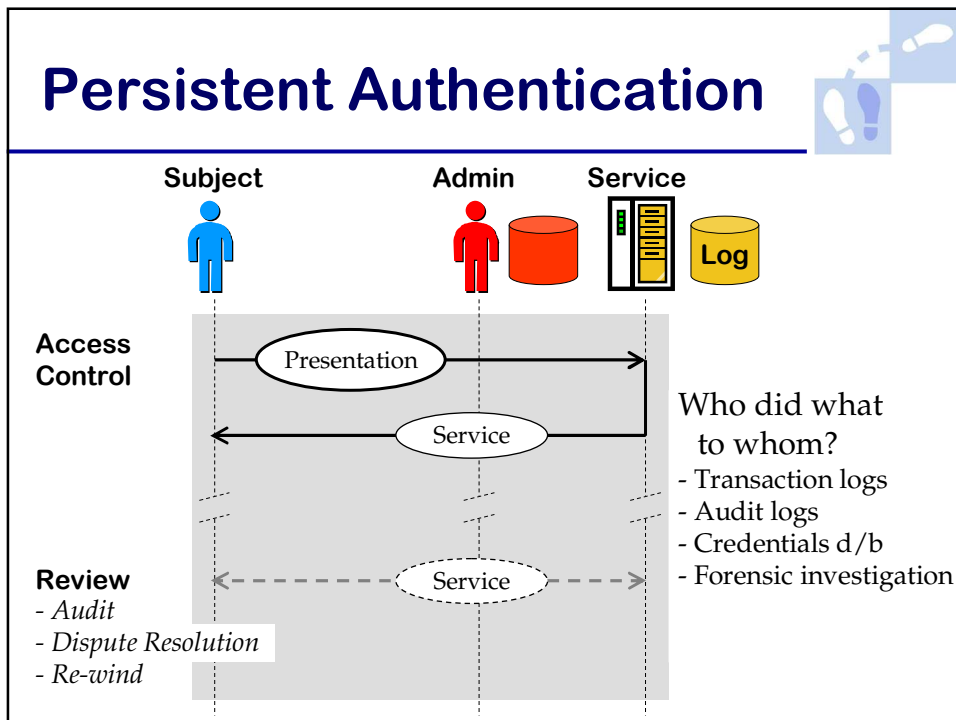 Persistent Authentication
Subject
Admin
Service
Log
Access
Control
Presentation
Service
Who did what
to whom?
- Transaction logs
- Audit logs
- Credentials d/b
- Forensic investigation
Review
- Audit
- Dispute Resolution
- Re-wind
Service